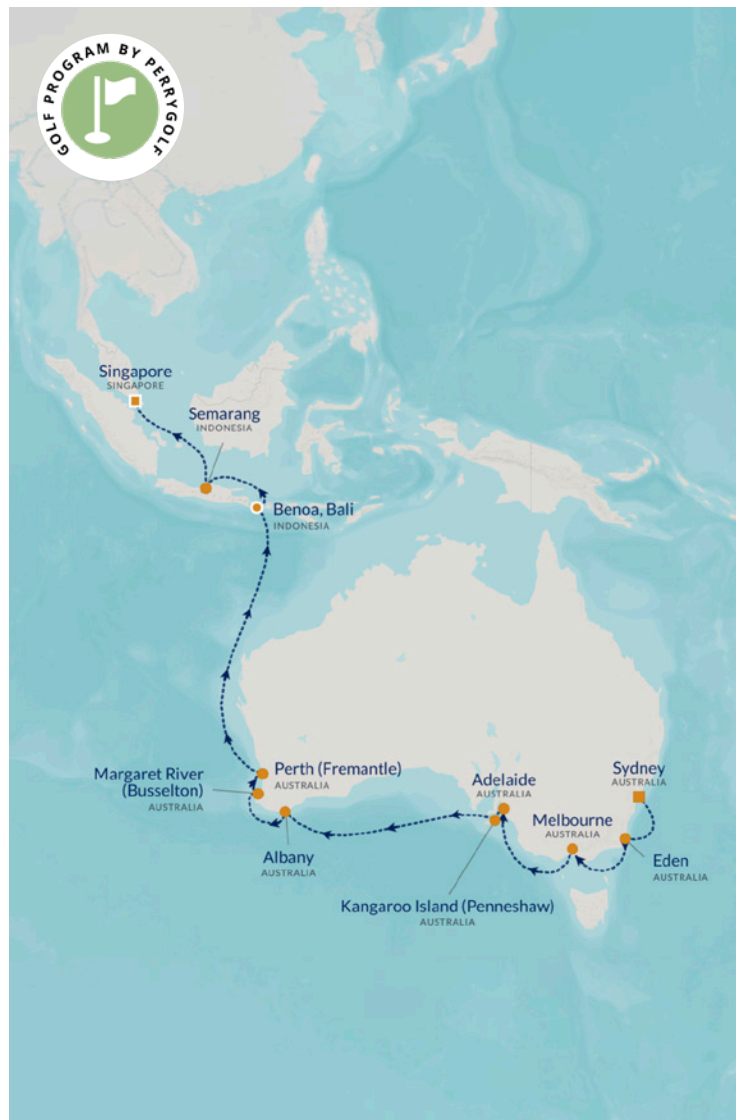 GOLF PROGRAM BY PERRYGOLF
Singapore
SINGAPORE
Semarang
INDONESIA
Benoa, Bali
INDONESIA
Perth (Fremantle)
AUSTRALIA
Margaret River
(Busselton)
AUSTRALIA
Albany
AUSTRALIA
Adelaide
AUSTRALIA
Sydney
AUSTRALIA
Melbourne
AUSTRALIA
Eden
AUSTRALIA
Kangaroo Island (Penneshaw)
AUSTRALIA